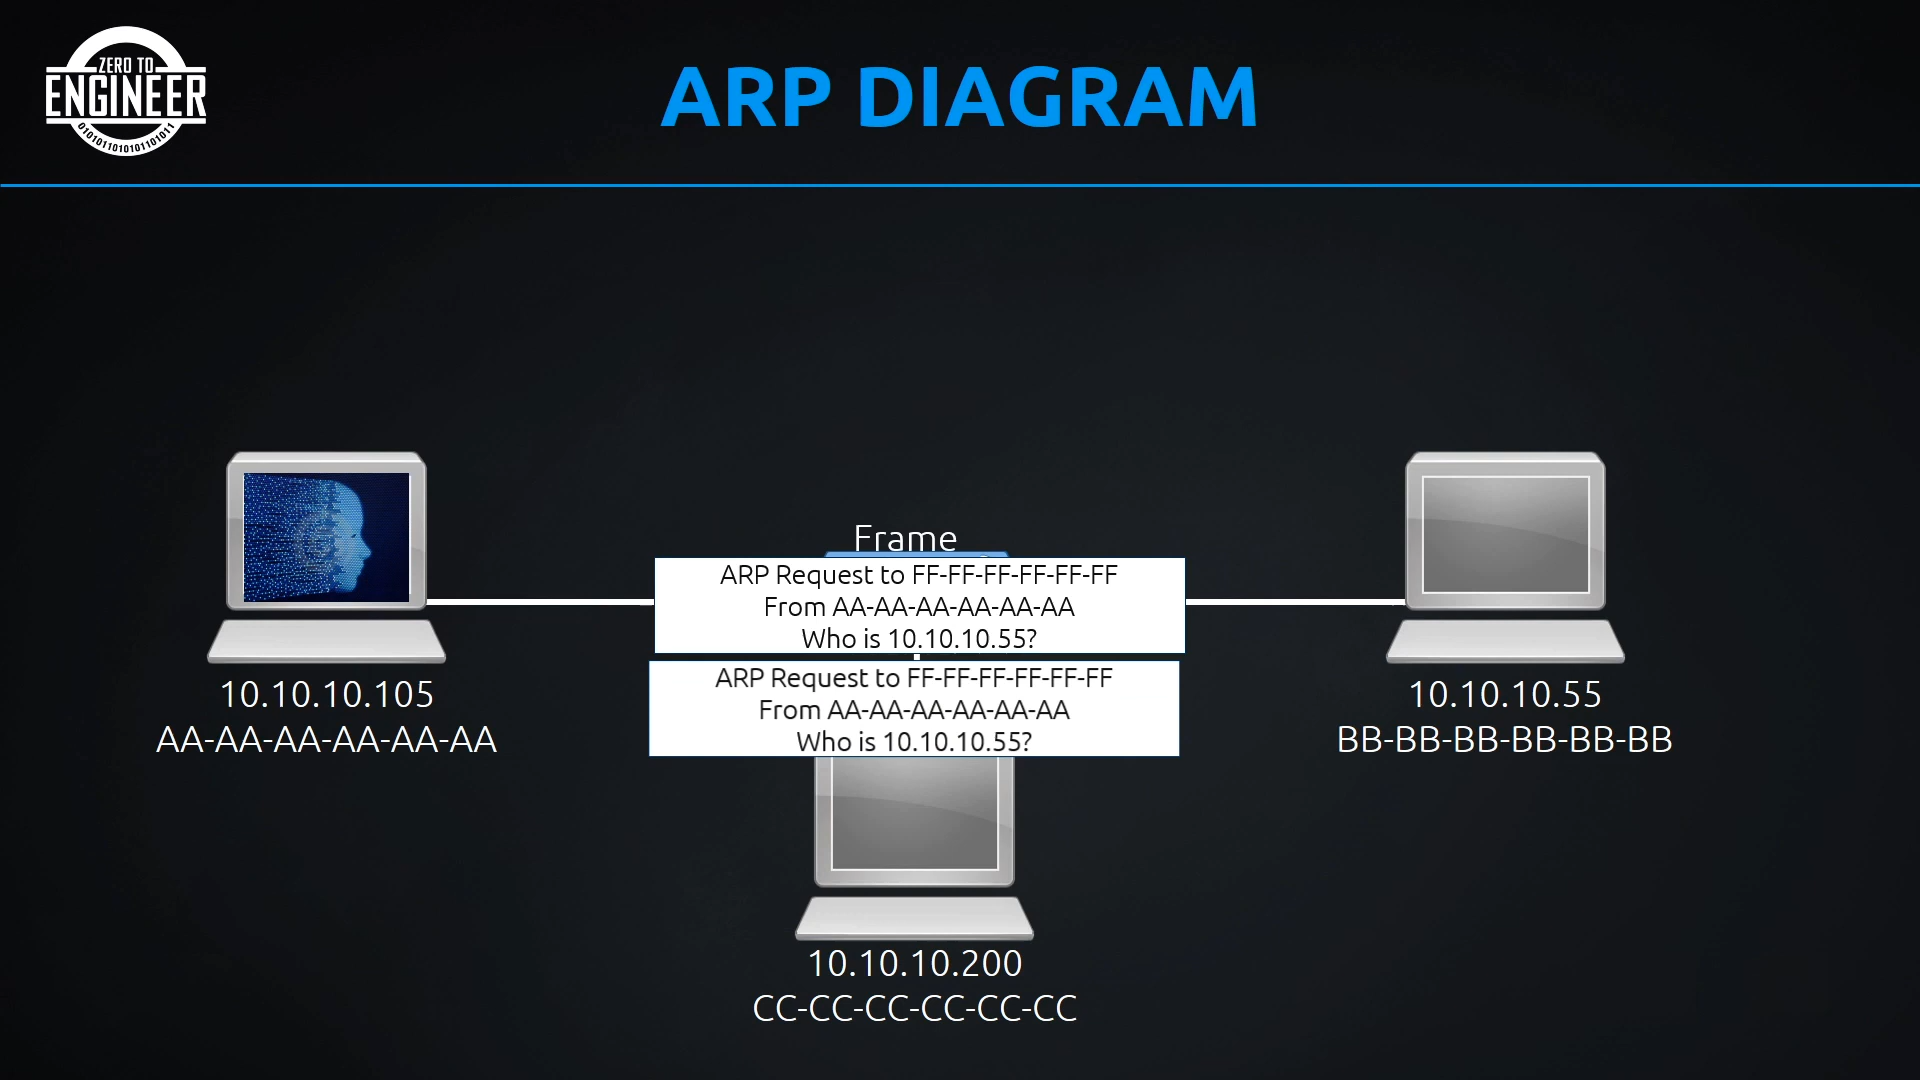 ZERO TO
ENGINEER
ARP DIAGRAM
Frame
ARP Request to FF-FF-FF-FF-FF-FF
From AA-AA-AA-AA-AA-AA
Who is 10.10.10.55?
ARP Request to FF-FF-FF-FF-FF-FF
From AA-AA-AA-AA-AA-AA
Who is 10.10.10.55?
10.10.10.105
AA-AA-AA-AA-AA-AA
10.10.10.55
BB-BB-BB-BB-BB-BB
10.10.10.200
CC-CC-CC-CC-CC-CC